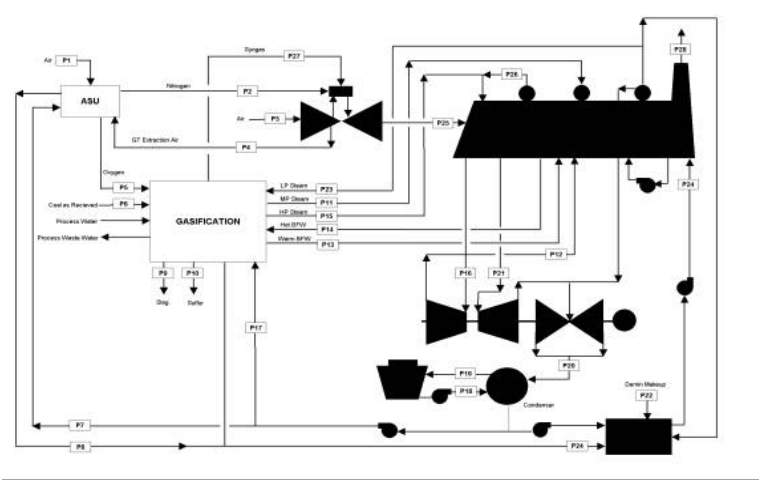 Syngas
P27
Air
P1
P28
P26
Nitrogen
P2
ASU
Air
P3
P25
GT Extraction Air
P4
Oxygen
P5
LP Steam
P23
P24
Coal as Recieved
P6
MP Steam
P11
HP Steam
P15
Process Water
GASIFICATION
Hot BFW
P14
Process Waste Water
Warm BFW
P13
P12
P9
P10
P16
P21
Slag
Sulfur
P17
P20
P18
P18
Demin Makeup
P22
Condenser
P7
P8
P24